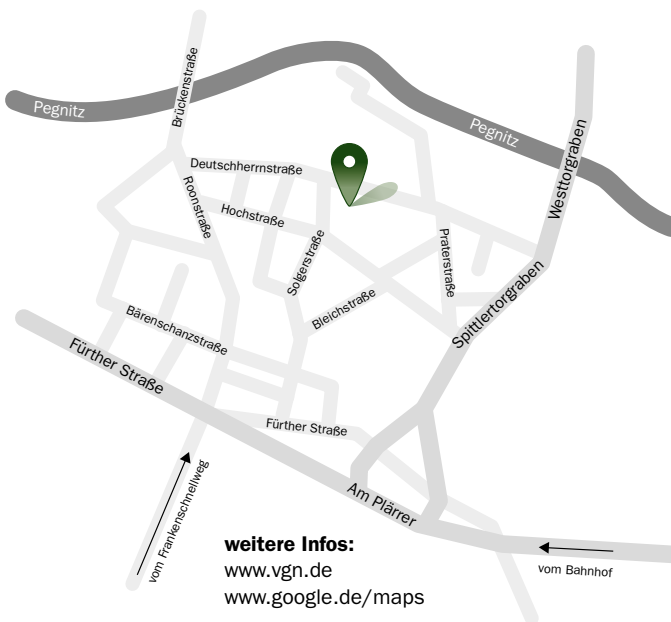 Brückenstraße
Pegnitz
Pegnitz
Westtorgraben
Deutschherrnstraße
Roonstraße
Hochstraße
Solgerstraße
Praterstraße
Bleichstraße
Spittlertorgraben
Bärenschanzstraße
Fürther Straße
Fürther Straße
Am Plärrer
vom Frankenschnellweg
vom Bahnhof
weitere Infos:
www.vgn.de
www.google.de/maps